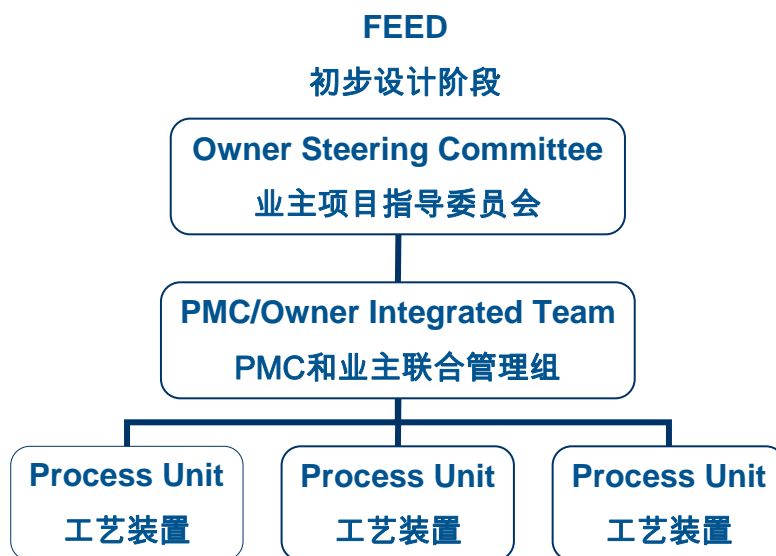 FEED
初步设计阶段
Owner Steering Committee
业主项目指导委员会
PMC/Owner Integrated Team
PMC和业主联合管理组
Process Unit
工艺装置
Process Unit
工艺装置
Process Unit
工艺装置